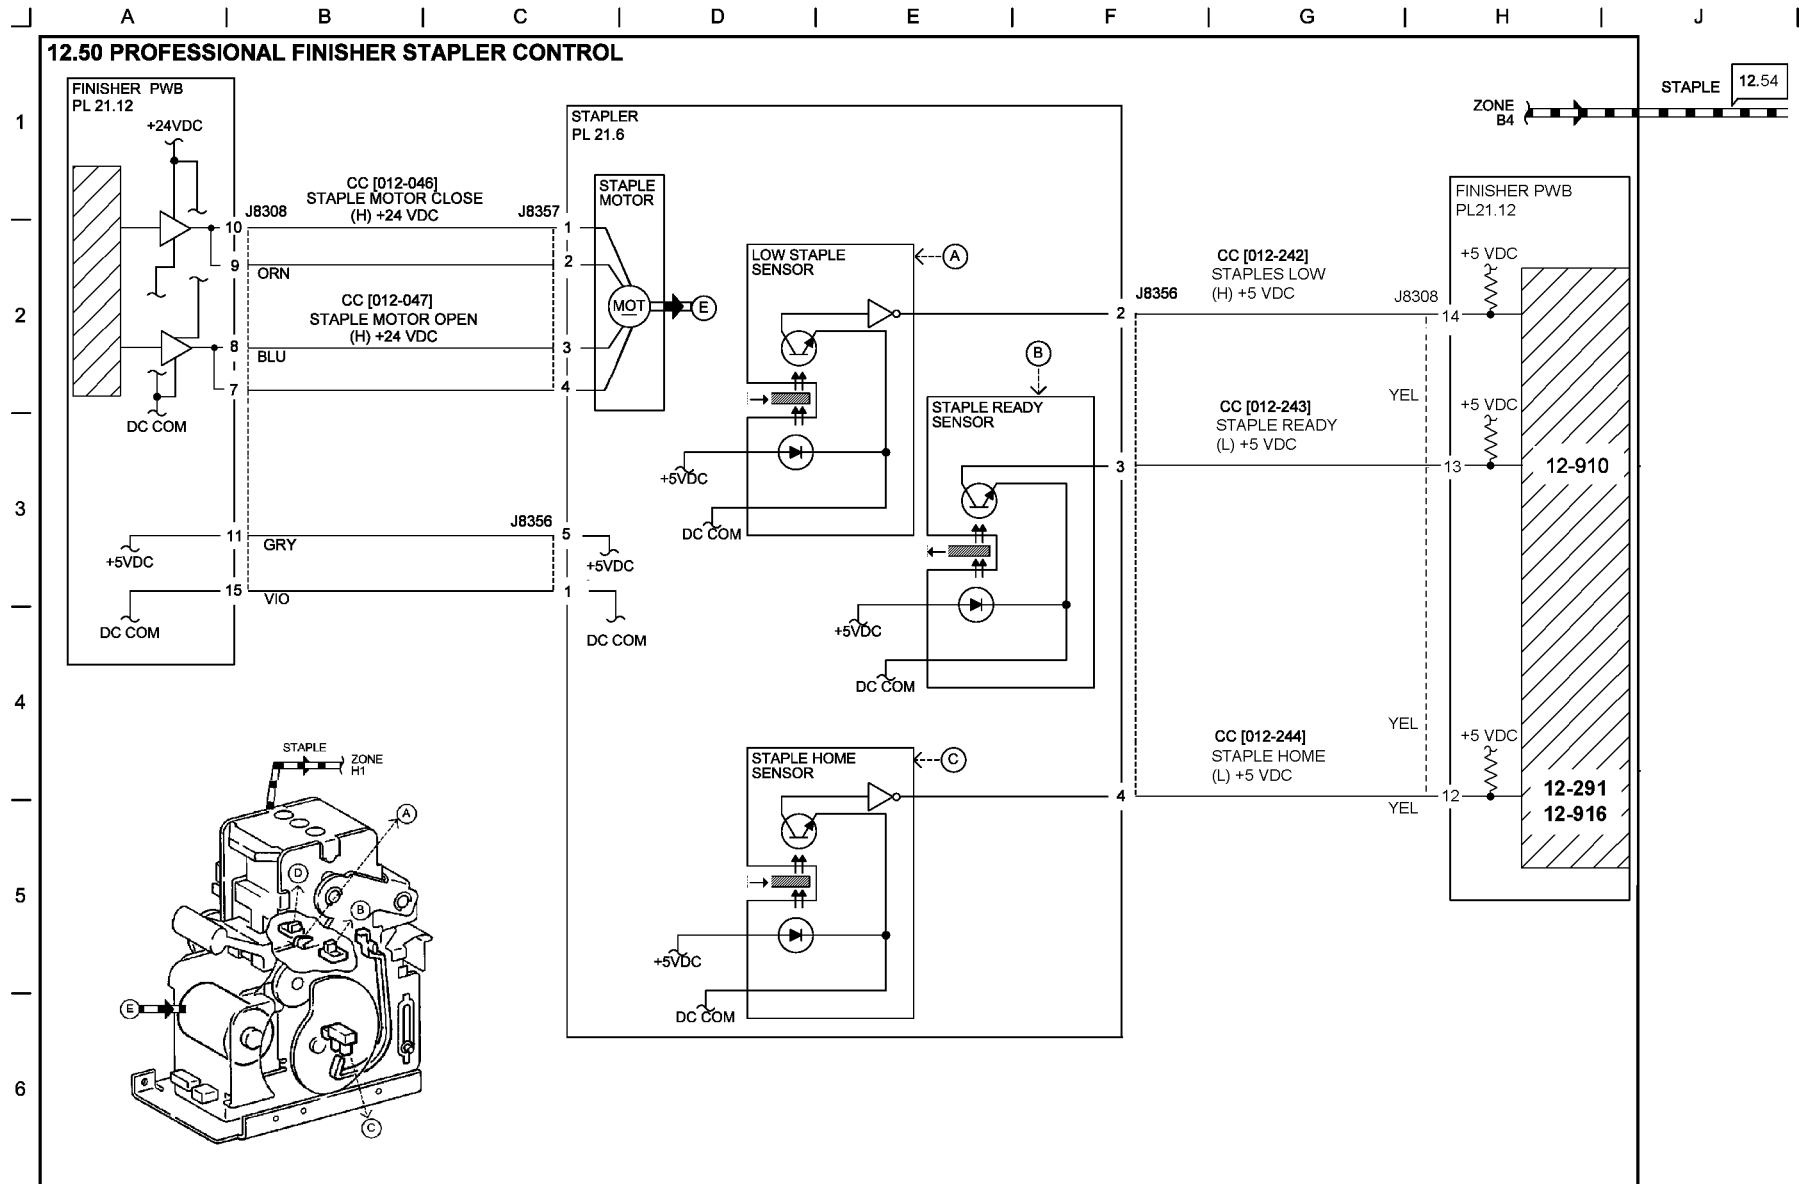 A B C D E F G H J
12.50 PROFESSIONAL FINISHER STAPLER CONTROL
1
2
3
4
5
6
FINISHER PWB
PL 21.12
+24VDC
DC COM
+5VDC
DC COM
J8308
10
9
8
7
11
15
CC [012-046]
STAPLE MOTOR CLOSE
(H) +24 VDC
ORN
CC [012-047]
STAPLE MOTOR OPEN
(H) +24 VDC
BLU
GRY
VIO
J8357
1
2
3
4
J8356
5
1
+5VDC
DC COM
STAPLER
PL 21.6
STAPLE
MOTOR
MOT
E
LOW STAPLE
SENSOR
A
+5VDC
DC COM
B
STAPLE READY
SENSOR
+5VDC
DC COM
STAPLE HOME
SENSOR
C
+5VDC
DC COM
2
3
4
J8356
CC [012-242]
STAPLES LOW
(H) +5 VDC
YEL
CC [012-243]
STAPLE READY
(L) +5 VDC
YEL
CC [012-244]
STAPLE HOME
(L) +5 VDC
YEL
J8308
14
13
12
STAPLE 12.54
ZONE
B4
FINISHER PWB
PL21.12
+5 VDC
+5 VDC
12-910
+5 VDC
12-291
12-916
STAPLE
ZONE
H1
A
D
B
E
C